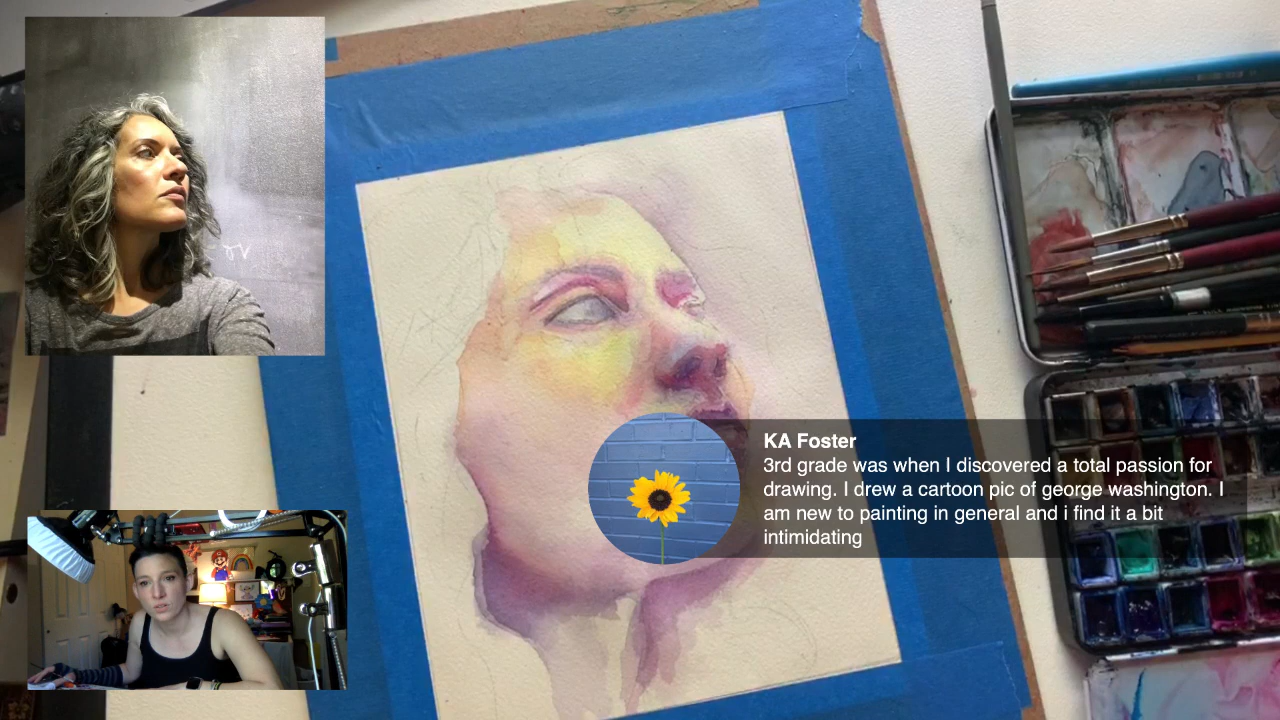 KA Foster
3rd grade was when I discovered a total passion for
drawing. I drew a cartoon pic of george washington. I
am new to painting in general and i find it a bit
intimidating